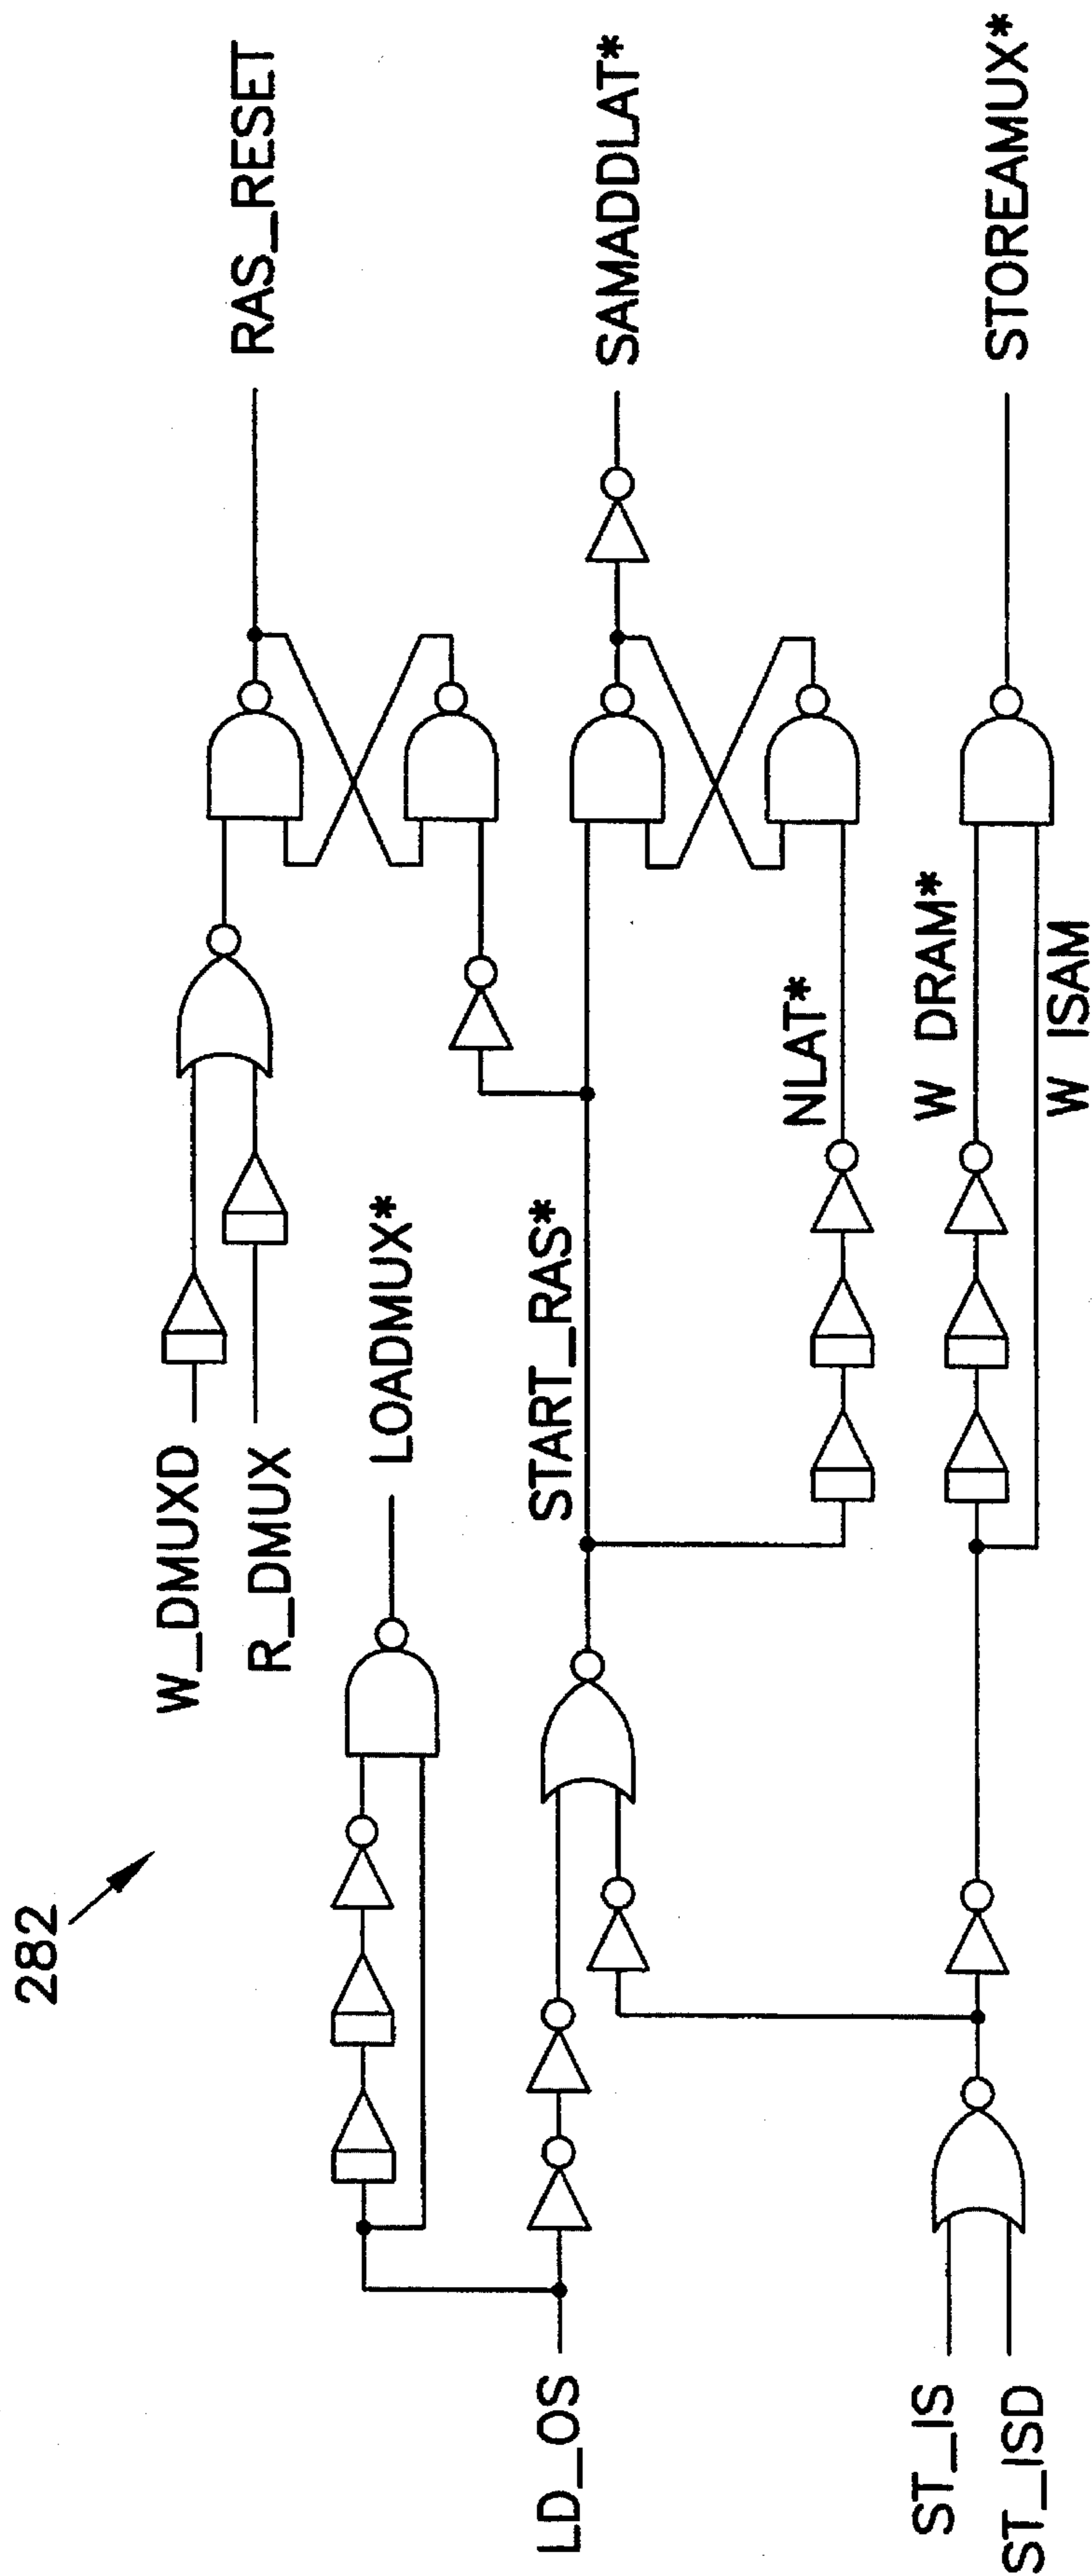 282
W_DMUXD
R_DMUX
RAS_RESET
LOADMUX*
LD_OS
START_RAS*
SAMADDLAT*
NLAT*
ST_IS
ST_ISD
W DRAM*
W ISAM
STOREAMUX*